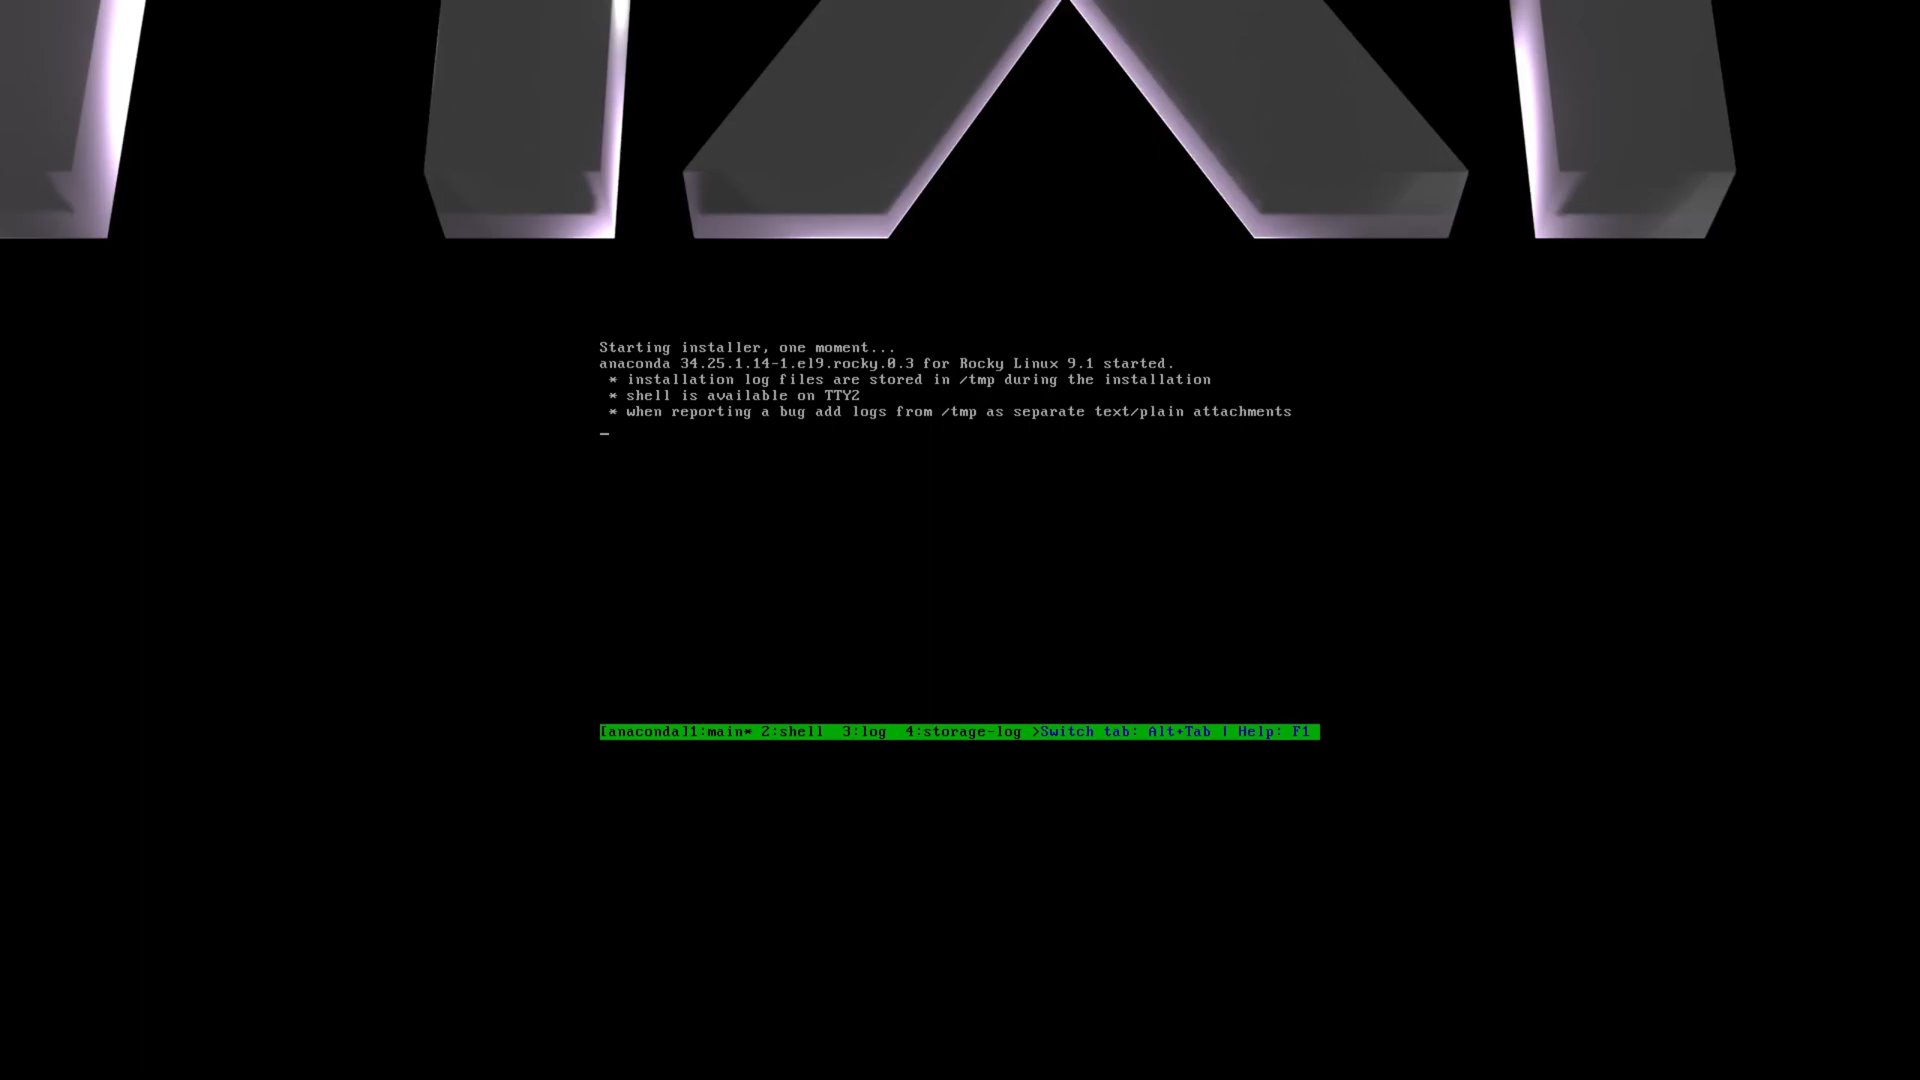 Starting installer, one moment...
anaconda 34.25.1.14-1.el9.rocky.0.3 for Rocky Linux 9.1 started.
* installation log files are stored in /tmp during the installation
* shell is available on TTY2
* when reporting a bug add logs from /tmp as separate text/plain attachments
[anaconda]1:main* 2:shell  3:log  4:storage-log >Switch tab: Alt+Tab | Help: F1